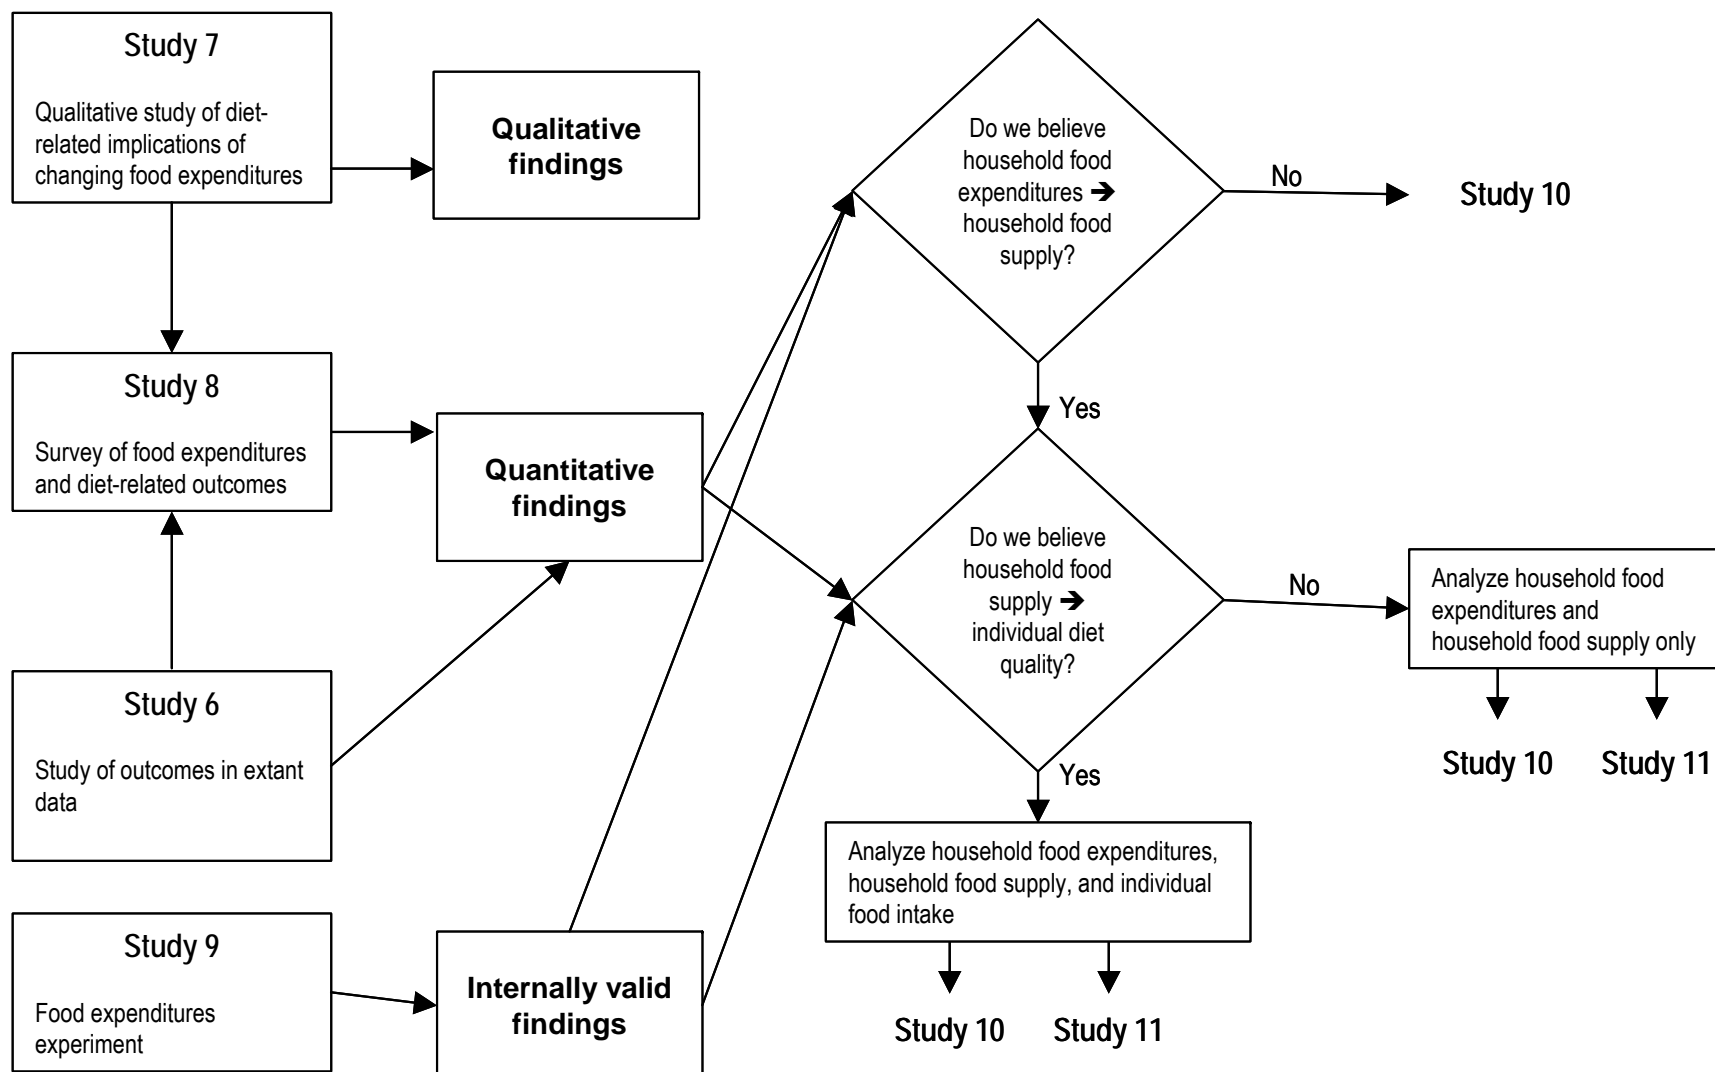 Study 7
Qualitative study of diet-
related implications of
changing food expenditures
Qualitative
findings
Study 8
Survey of food expenditures
and diet-related outcomes
Quantitative
findings
Study 6
Study of outcomes in extant
data
Study 9
Food expenditures
experiment
Internally valid
findings
Do we believe
household food
expenditures ➔
household food
supply?
No
Study 10
Yes
Do we believe
household food
supply ➔
individual diet
quality?
No
Analyze household food
expenditures and
household food supply only
Study 10
Study 11
Yes
Analyze household food expenditures,
household food supply, and individual
food intake
Study 10
Study 11